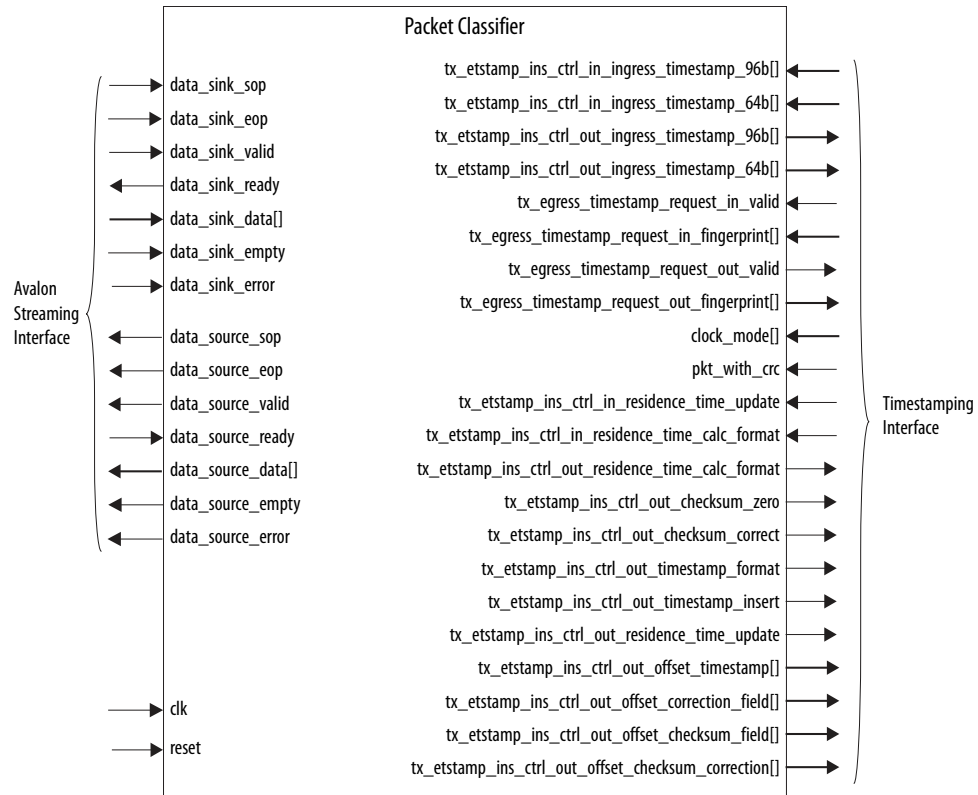 Packet Classifier
data_sink_sop
data_sink_eop
data_sink_valid
data_sink_ready
data_sink_data[]
data_sink_empty
data_sink_error
Avalon
Streaming
Interface
data_source_sop
data_source_eop
data_source_valid
data_source_ready
data_source_data[]
data_source_empty
data_source_error
clk
reset
tx_etstamp_ins_ctrl_in_ingress_timestamp_96b[]
tx_etstamp_ins_ctrl_in_ingress_timestamp_64b[]
tx_etstamp_ins_ctrl_out_ingress_timestamp_96b[]
tx_etstamp_ins_ctrl_out_ingress_timestamp_64b[]
tx_egress_timestamp_request_in_valid
tx_egress_timestamp_request_in_fingerprint[]
tx_egress_timestamp_request_out_valid
tx_egress_timestamp_request_out_fingerprint[]
clock_mode[]
pkt_with_crc
tx_etstamp_ins_ctrl_in_residence_time_update
tx_etstamp_ins_ctrl_in_residence_time_calc_format
tx_etstamp_ins_ctrl_out_residence_time_calc_format
tx_etstamp_ins_ctrl_out_checksum_zero
tx_etstamp_ins_ctrl_out_checksum_correct
tx_etstamp_ins_ctrl_out_timestamp_format
tx_etstamp_ins_ctrl_out_timestamp_insert
tx_etstamp_ins_ctrl_out_residence_time_update
tx_etstamp_ins_ctrl_out_offset_timestamp[]
tx_etstamp_ins_ctrl_out_offset_correction_field[]
tx_etstamp_ins_ctrl_out_offset_checksum_field[]
tx_etstamp_ins_ctrl_out_offset_checksum_correction[]
Timestamping
Interface